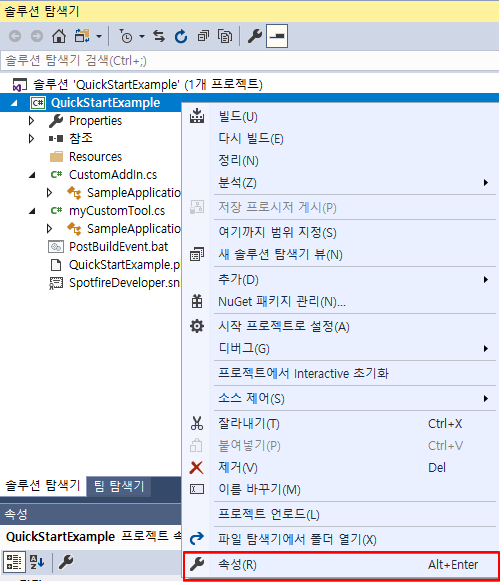 솔루션 탐색기
솔루션 탐색기 검색(Ctrl+;)
솔루션 'QuickStartExample' (1개 프로젝트)
QuickStartExample
Properties
참조
Resources
CustomAddIn.cs
SampleApplicatio
myCustomTool.cs
SampleApplicatio
PostBuildEvent.bat
QuickStartExample.p
SpotfireDeveloper.sn
빌드(U)
다시 빌드(E)
정리(N)
분석(Z)
저장 프로시저 게시(P)
여기까지 범위 지정(S)
새 솔루션 탐색기 뷰(N)
추가(D)
NuGet 패키지 관리(N)...
시작 프로젝트로 설정(A)
디버그(G)
프로젝트에서 Interactive 초기화
소스 제어(S)
잘라내기(T) Ctrl+X
붙여넣기(P) Ctrl+V
제거(V) Del
이름 바꾸기(M)
프로젝트 언로드(L)
파일 탐색기에서 폴더 열기(X)
속성(R) Alt+Enter
솔루션 탐색기 팀 탐색기
속성
QuickStartExample 프로젝트 속